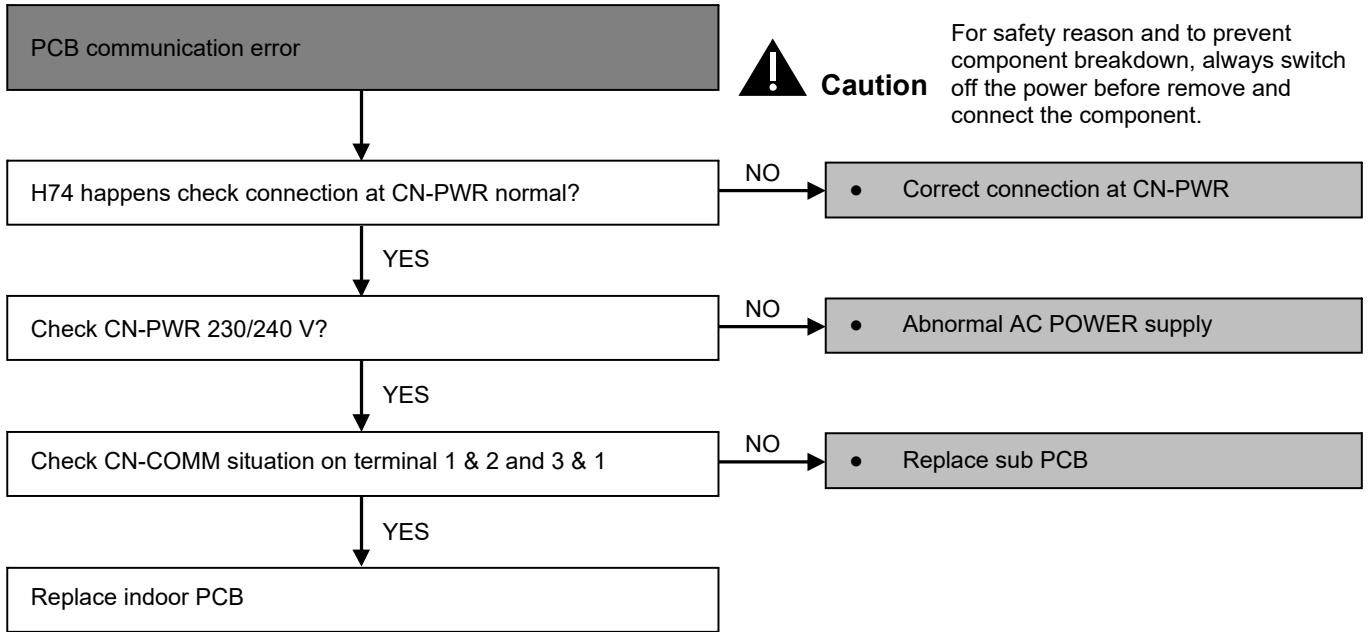 PCB communication error
Caution
For safety reason and to prevent
component breakdown, always switch
off the power before remove and
connect the component.
H74 happens check connection at CN-PWR normal?
NO
• Correct connection at CN-PWR
YES
Check CN-PWR 230/240 V?
NO
• Abnormal AC POWER supply
YES
Check CN-COMM situation on terminal 1 & 2 and 3 & 1
NO
• Replace sub PCB
YES
Replace indoor PCB